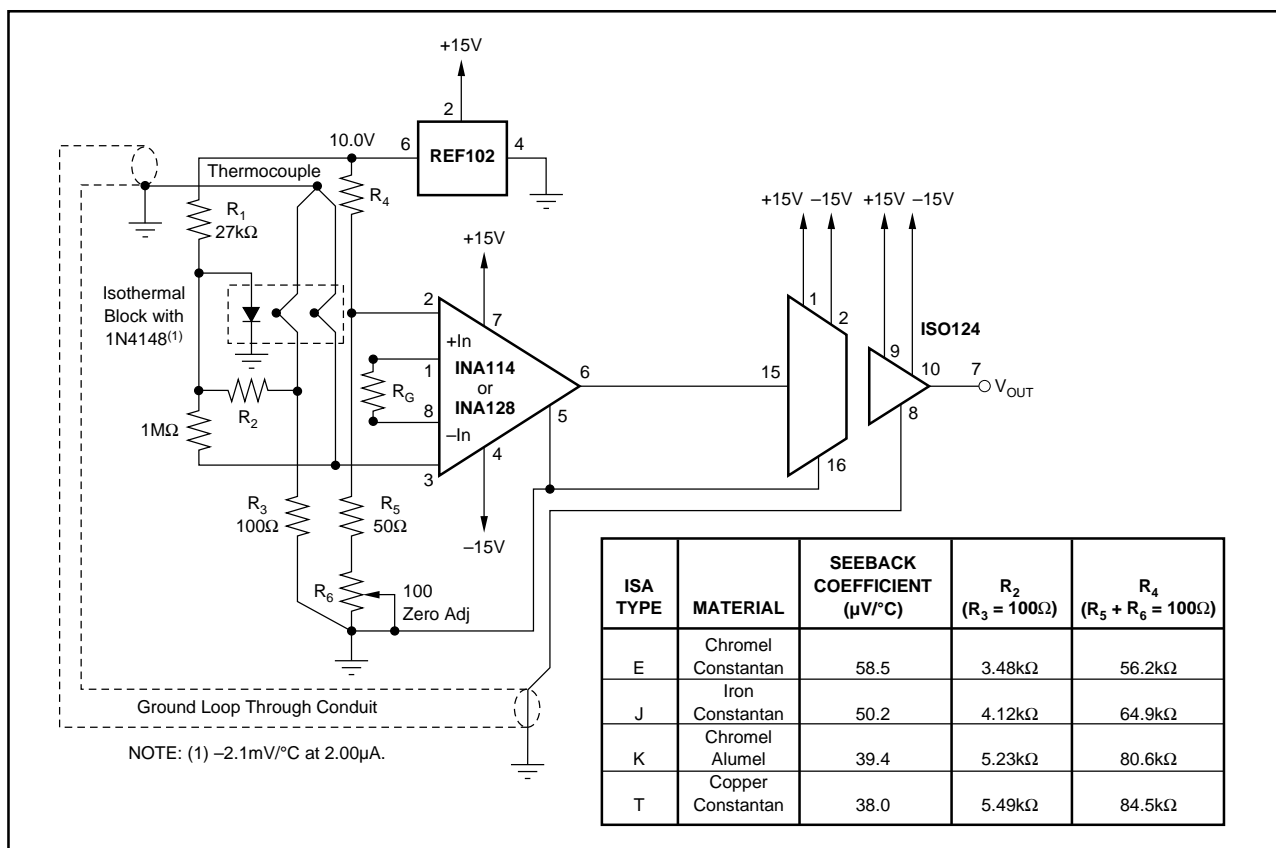 +15V
2
10.0V
6
REF102
4
Thermocouple
R4
R1
27kΩ
+15V
+15V –15V
+15V –15V
Isothermal
Block with
1N4148(1)
2
7
1
2
ISO124
+In
1
INA114
or
INA128
6
15
9
10
7
VOUT
RG
8
–In
5
8
R2
1MΩ
3
4
16
R3
100Ω
R5
50Ω
–15V
R6
100
Zero Adj
Ground Loop Through Conduit
NOTE: (1) –2.1mV/°C at 2.00µA.
ISA
TYPE
MATERIAL
SEEBACK
COEFFICIENT
(µV/°C)
R2
(R3 = 100Ω)
R4
(R5 + R6 = 100Ω)
E
Chromel
Constantan
58.5
3.48kΩ
56.2kΩ
J
Iron
Constantan
50.2
4.12kΩ
64.9kΩ
K
Chromel
Alumel
39.4
5.23kΩ
80.6kΩ
T
Copper
Constantan
38.0
5.49kΩ
84.5kΩ